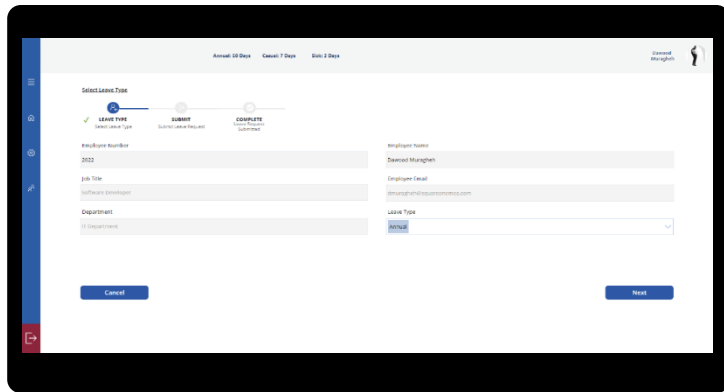 Annual: 30 Days Casual: 7 Days Sick: 2 Days
Dawood
Muragheh
Select Leave Type
LEAVE TYPE SUBMIT COMPLETE
Select Leave Type Submit Leave Request Leave Request
Submitted
Employee Number Employee Name
2022 Dawood Muragheh
Job Title Employee Email
Software Developer
Department Leave Type
IT Department Annual
Cancel Next